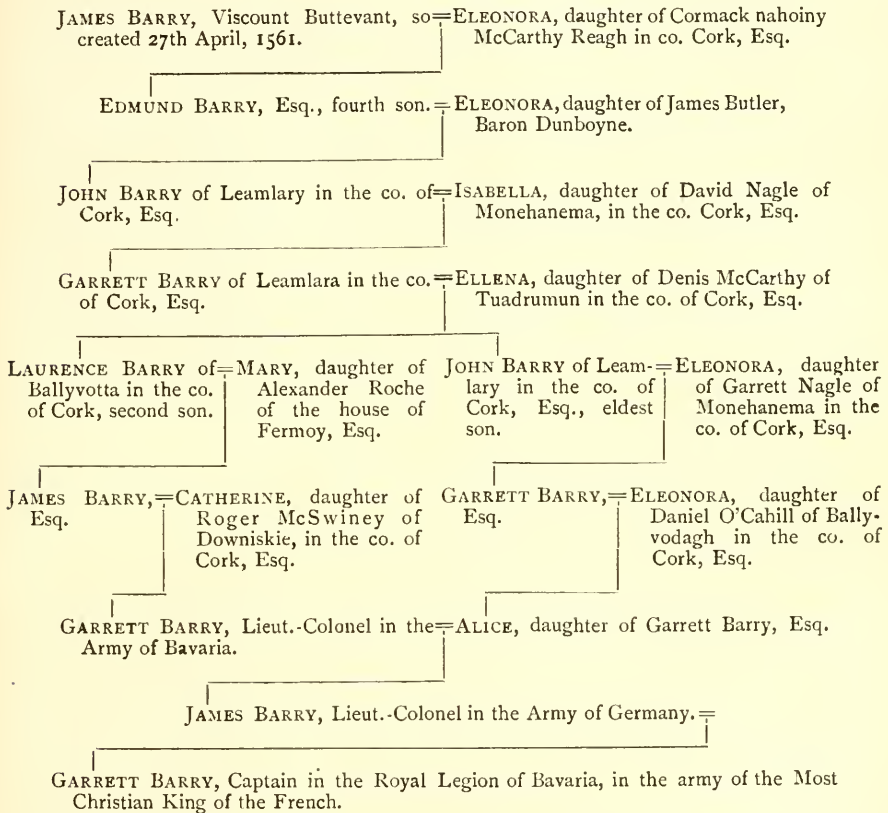 JAMES BARRY, Viscount Buttevant, so=ELEONORA, daughter of Cormack nahoiny
created 27th April, 1561. McCarthy Reagh in co. Cork, Esq.
EDMUND BARRY, Esq., fourth son.=ELEONORA, daughter of James Butler,
Baron Dunboyne.
JOHN BARRY of Leamlary in the co. of=ISABELLA, daughter of David Nagle of
Cork, Esq. Monehanema, in the co. Cork, Esq.
GARRETT BARRY of Leamlara in the co.=ELLENA, daughter of Denis McCarthy of
of Cork, Esq. Tuadrumun in the co. of Cork, Esq.
LAURENCE BARRY of=MARY, daughter of
Ballyvotta in the co. Alexander Roche
of Cork, second son. of the house of
Fermoy, Esq.
JOHN BARRY of Leam-=ELEONORA, daughter
lary in the co. of of Garrett Nagle of
Cork, Esq., eldest Monehanema in the
son. co. of Cork, Esq.
JAMES BARRY,=CATHERINE, daughter of
Esq. Roger McSwiney of
Downiskie, in the co. of
Cork, Esq.
GARRETT BARRY,=ELEONORA, daughter of
Esq. Daniel O'Cahill of Bally-
vodagh in the co. of
Cork, Esq.
GARRETT BARRY, Lieut.-Colonel in the=ALICE, daughter of Garrett Barry, Esq.
Army of Bavaria.
JAMES BARRY, Lieut.-Colonel in the Army of Germany.=
GARRETT BARRY, Captain in the Royal Legion of Bavaria, in the army of the Most
Christian King of the French.